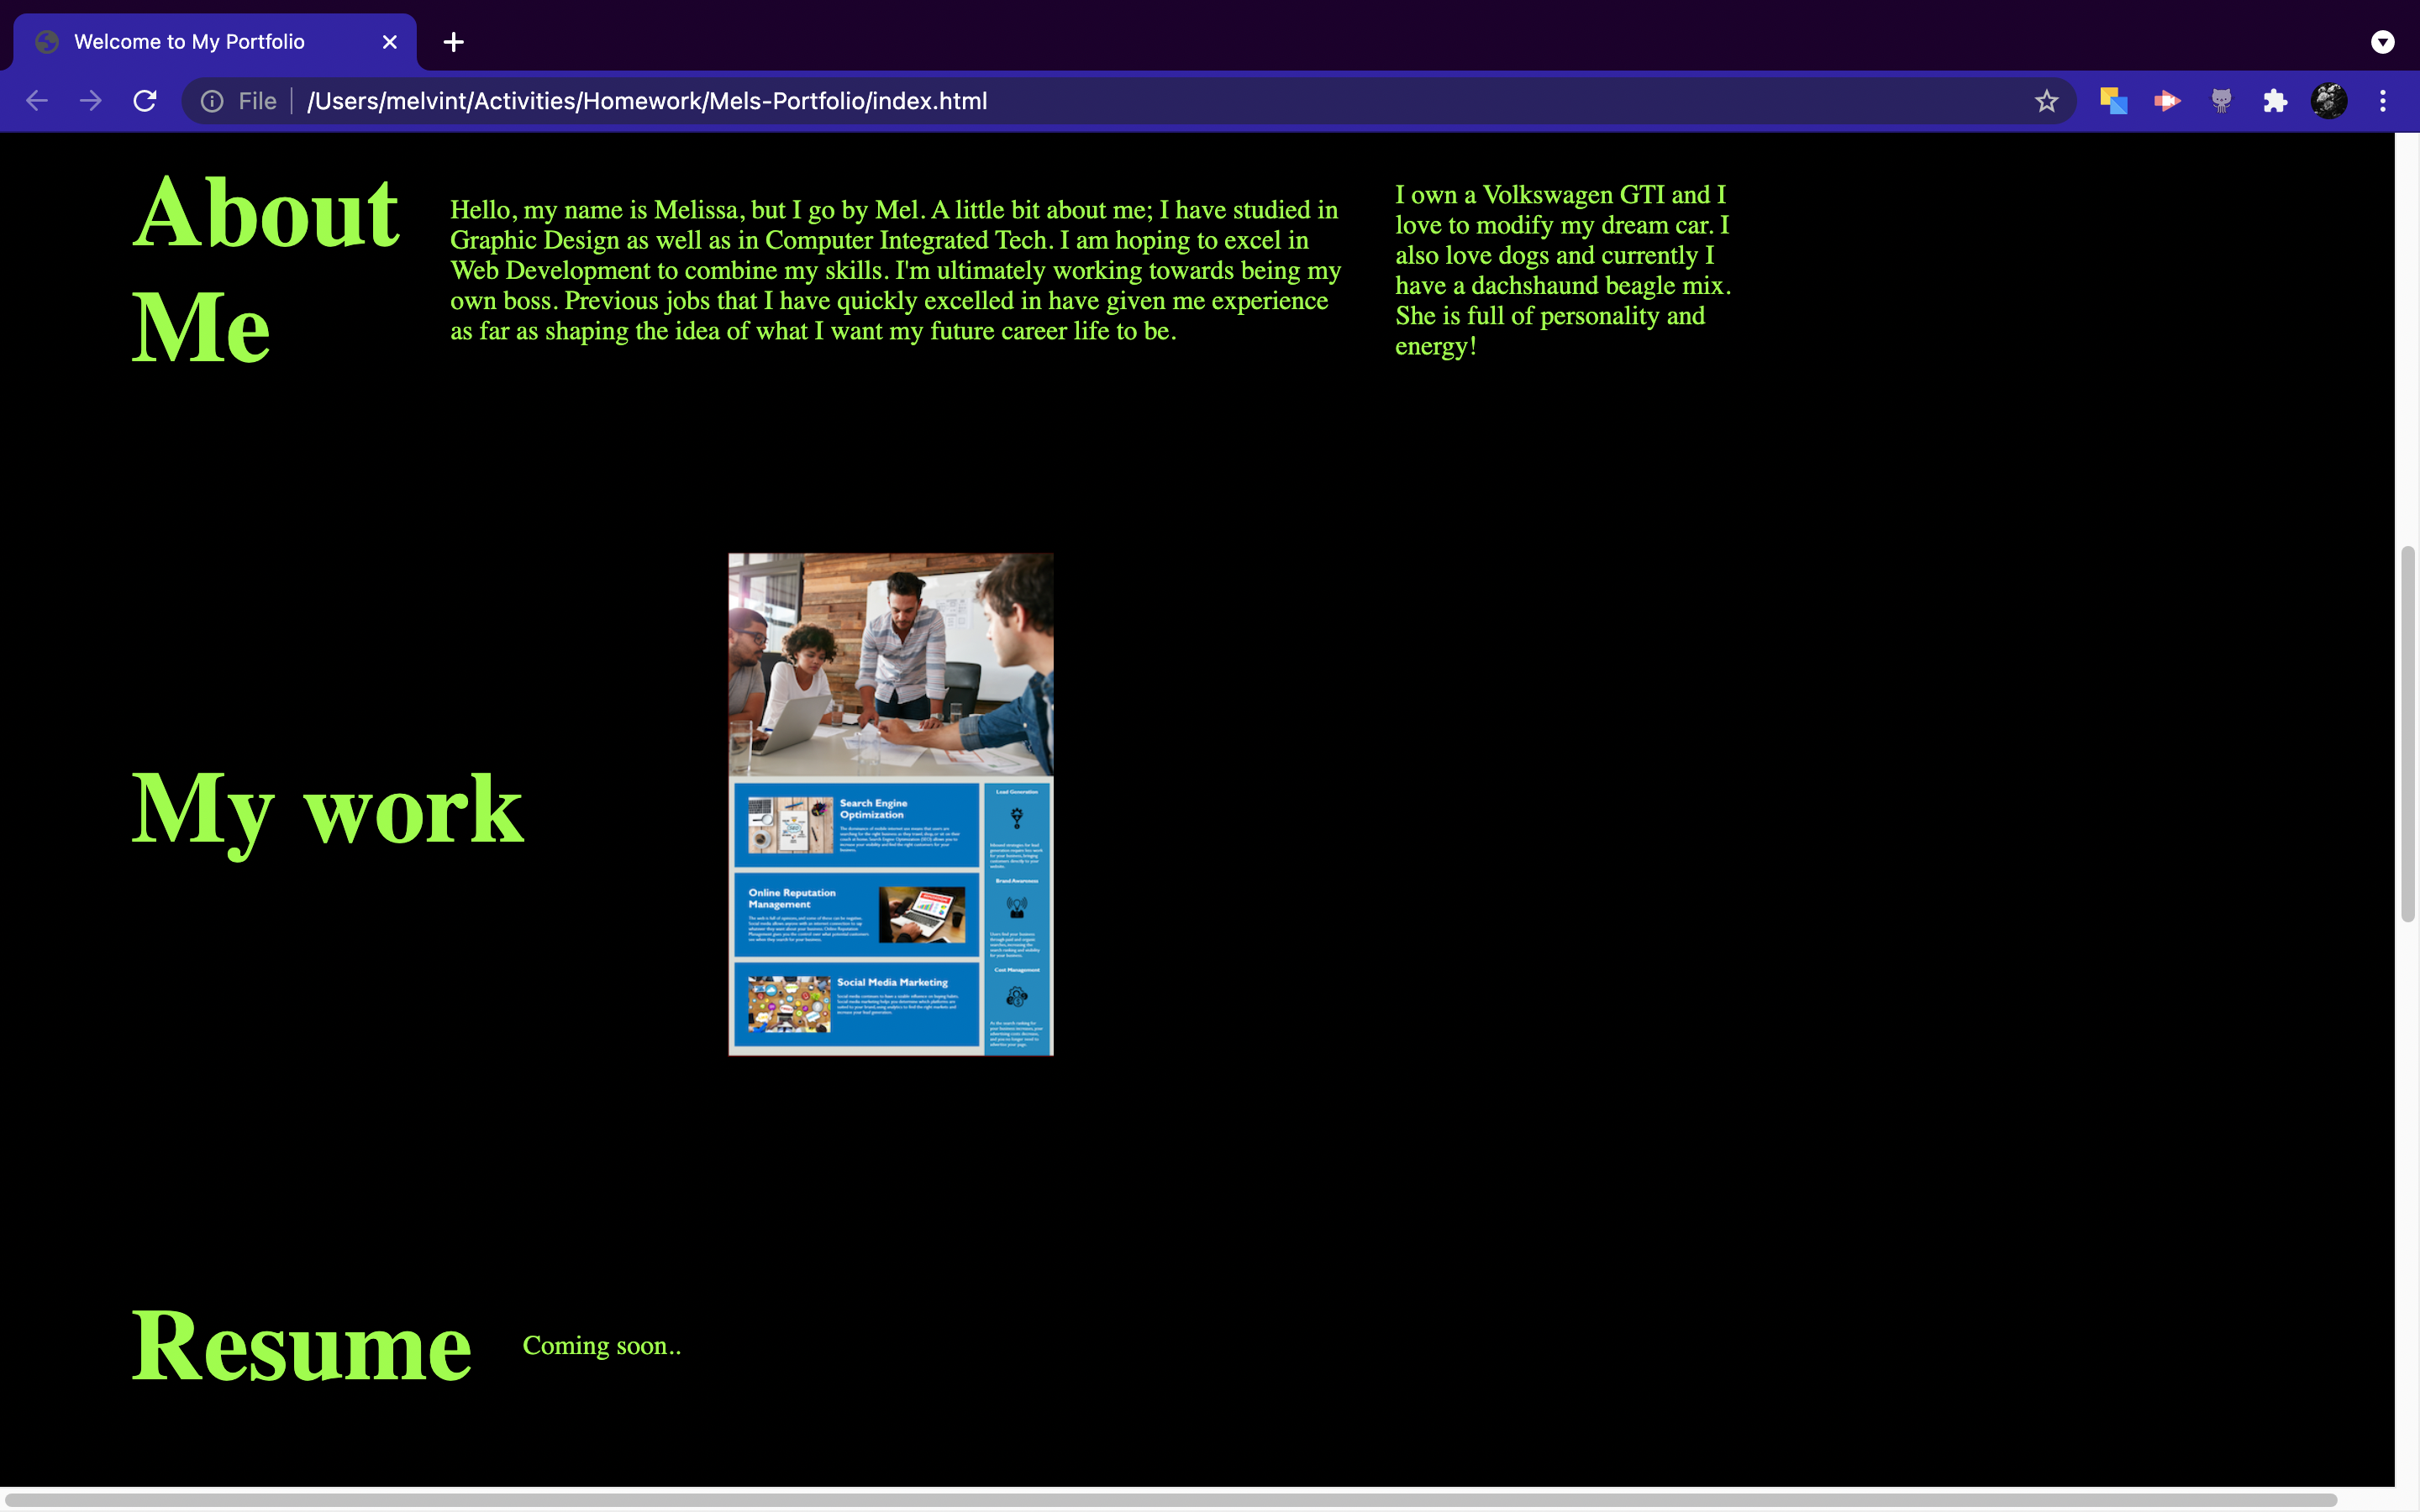 Welcome to My Portfolio
File
/Users/melvint/Activities/Homework/Mels-Portfolio/index.html
About
Me
Hello, my name is Melissa, but I go by Mel. A little bit about me; I have studied in
Graphic Design as well as in Computer Integrated Tech. I am hoping to excel in
Web Development to combine my skills. I'm ultimately working towards being my
own boss. Previous jobs that I have quickly excelled in have given me experience
as far as shaping the idea of what I want my future career life to be.
I own a Volkswagen GTI and I
love to modify my dream car. I
also love dogs and currently I
have a dachshaund beagle mix.
She is full of personality and
energy!
My work
Search Engine
Optimization
Online Reputation
Management
Social Media Marketing
Lead Generation
Brand Awareness
Cost Management
Resume
Coming soon..